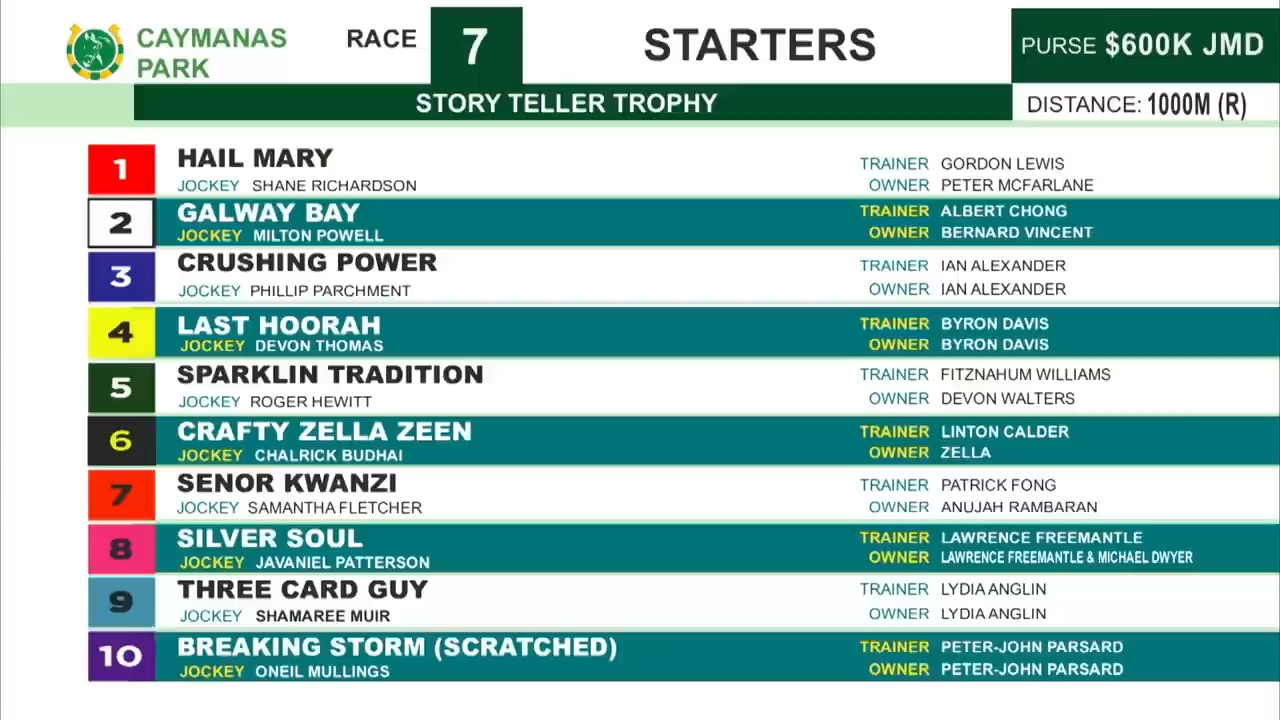 CAYMANAS PARK
RACE 7
STARTERS
PURSE $600K JMD
STORY TELLER TROPHY
DISTANCE: 1000M (R)
1 HAIL MARY
JOCKEY SHANE RICHARDSON
TRAINER GORDON LEWIS
OWNER PETER MCFARLANE
2 GALWAY BAY
JOCKEY MILTON POWELL
TRAINER ALBERT CHONG
OWNER BERNARD VINCENT
3 CRUSHING POWER
JOCKEY PHILLIP PARCHMENT
TRAINER IAN ALEXANDER
OWNER IAN ALEXANDER
4 LAST HOORAH
JOCKEY DEVON THOMAS
TRAINER BYRON DAVIS
OWNER BYRON DAVIS
5 SPARKLIN TRADITION
JOCKEY ROGER HEWITT
TRAINER FITZNAHUM WILLIAMS
OWNER DEVON WALTERS
6 CRAFTY ZELLA ZEEN
JOCKEY CHALRICK BUDHAI
TRAINER LINTON CALDER
OWNER ZELLA
7 SENOR KWANZI
JOCKEY SAMANTHA FLETCHER
TRAINER PATRICK FONG
OWNER ANUJAH RAMBARAN
8 SILVER SOUL
JOCKEY JAVANIEL PATTERSON
TRAINER LAWRENCE FREEMANTLE
OWNER LAWRENCE FREEMANTLE & MICHAEL DWYER
9 THREE CARD GUY
JOCKEY SHAMAREE MUIR
TRAINER LYDIA ANGLIN
OWNER LYDIA ANGLIN
10 BREAKING STORM (SCRATCHED)
JOCKEY ONEIL MULLINGS
TRAINER PETER-JOHN PARSARD
OWNER PETER-JOHN PARSARD